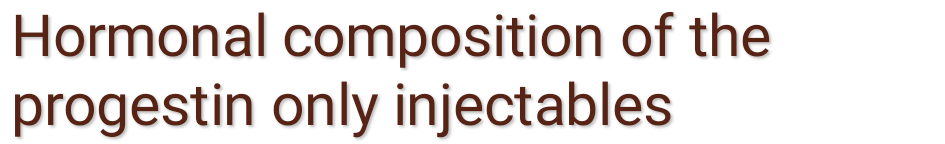 Hormonal composition of the
progestin only injectables